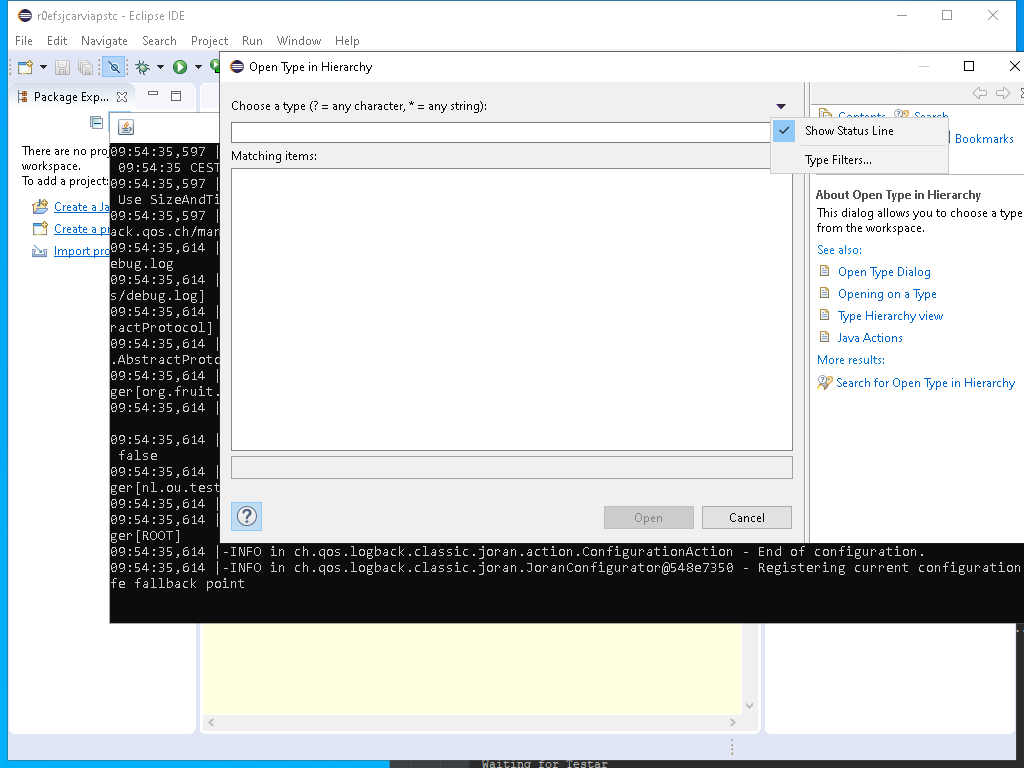 r0efsjcarviapstc - Eclipse IDE
File Edit Navigate Search Project Run Window Help
Open Type in Hierarchy
Package Exp...
Choose a type (? = any character, * = any string):
Show Status Line
Type Filters...
Contents Search
Bookmarks
Matching items:
There are no proj
workspace.
To add a project:
Create a Ja
Create a pr
Import pro
About Open Type in Hierarchy
This dialog allows you to choose a type
from the workspace.
See also:
Open Type Dialog
Opening on a Type
Type Hierarchy view
Java Actions
More results:
Search for Open Type in Hierarchy
Open
Cancel
09:54:35,597 |
09:54:35 CEST
09:54:35,597 |
Use SizeAndTi
09:54:35,597 |
ack.qos.ch/man
09:54:35,614 |
ebug.log
09:54:35,614 |
s/debug.log]
09:54:35,614 |
ractProtocol]
09:54:35,614 |
.AbstractProto
09:54:35,614 |
ger[org.fruit.
09:54:35,614 |
09:54:35,614 |
false
09:54:35,614 |
ger[nl.ou.test
09:54:35,614 |
09:54:35,614 |
ger[ROOT]
09:54:35,614 |-INFO in ch.qos.logback.classic.joran.action.ConfigurationAction - End of configuration.
09:54:35,614 |-INFO in ch.qos.logback.classic.joran.JoranConfigurator@548e7350 - Registering current configuration
fe fallback point
Waiting for Testar